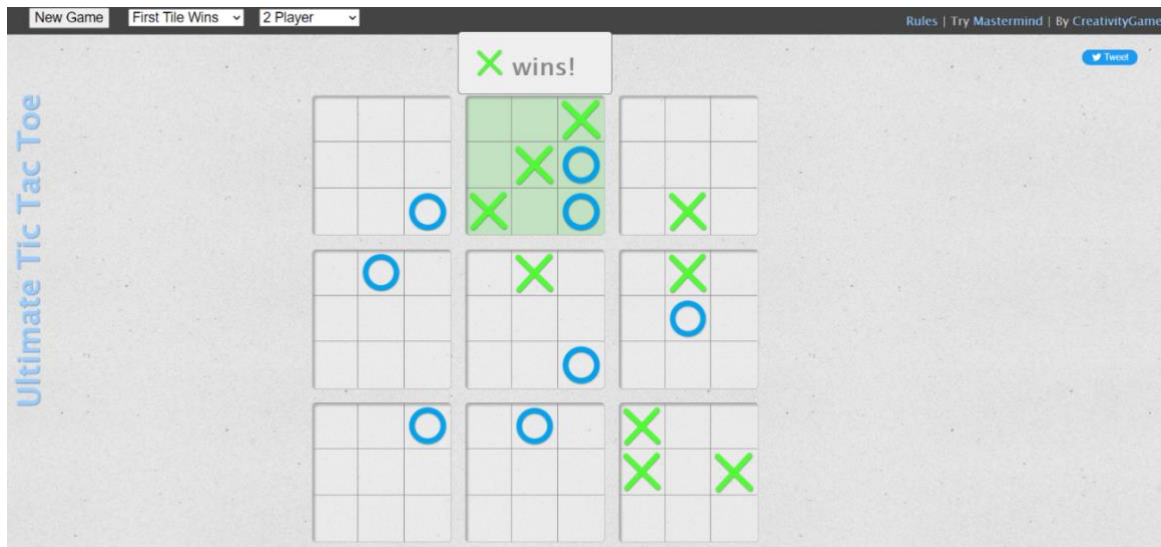 New Game First Tile Wins 2 Player Rules | Try Mastermind | By CreativityGame
wins!
Tweet
Ultimate Tic Tac Toe